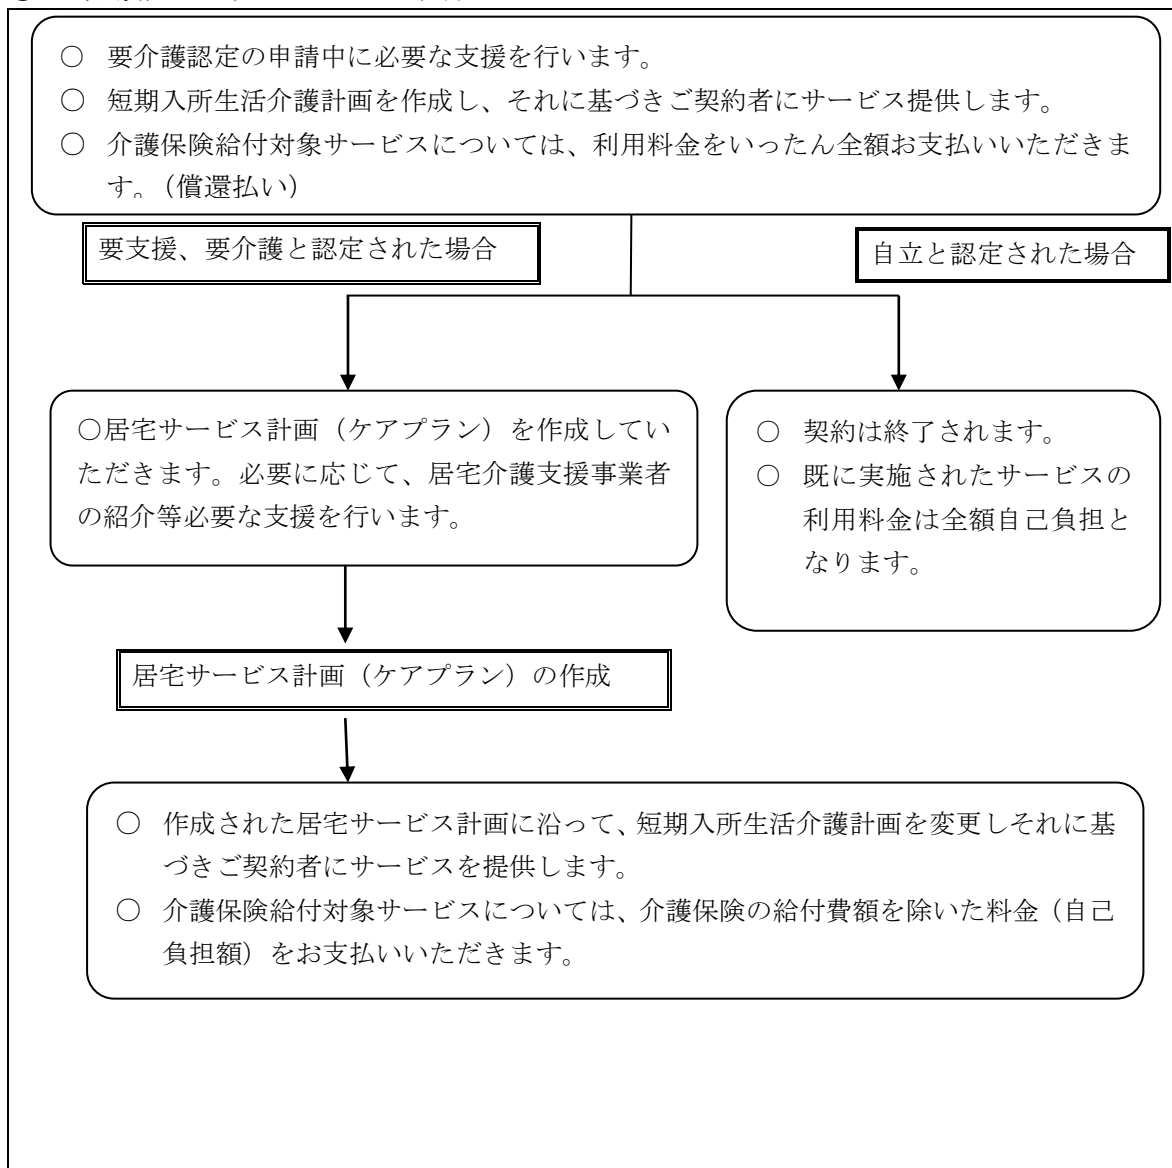 ○ 要介護認定の申請中に必要な支援を行います。
○ 短期入所生活介護計画を作成し、それに基づきご契約者にサービス提供します。
○ 介護保険給付対象サービスについては、利用料金をいったん全額お支払いいただきま
す。（償還払い）
要支援、要介護と認定された場合
自立と認定された場合
○居宅サービス計画（ケアプラン）を作成してい
ただきます。必要に応じて、居宅介護支援事業者
の紹介等必要な支援を行います。
○ 契約は終了されます。
○ 既に実施されたサービスの
利用料金は全額自己負担と
なります。
居宅サービス計画（ケアプラン）の作成
○ 作成された居宅サービス計画に沿って、短期入所生活介護計画を変更しそれに基
づきご契約者にサービスを提供します。
○ 介護保険給付対象サービスについては、介護保険の給付費額を除いた料金（自己
負担額）をお支払いいただきます。